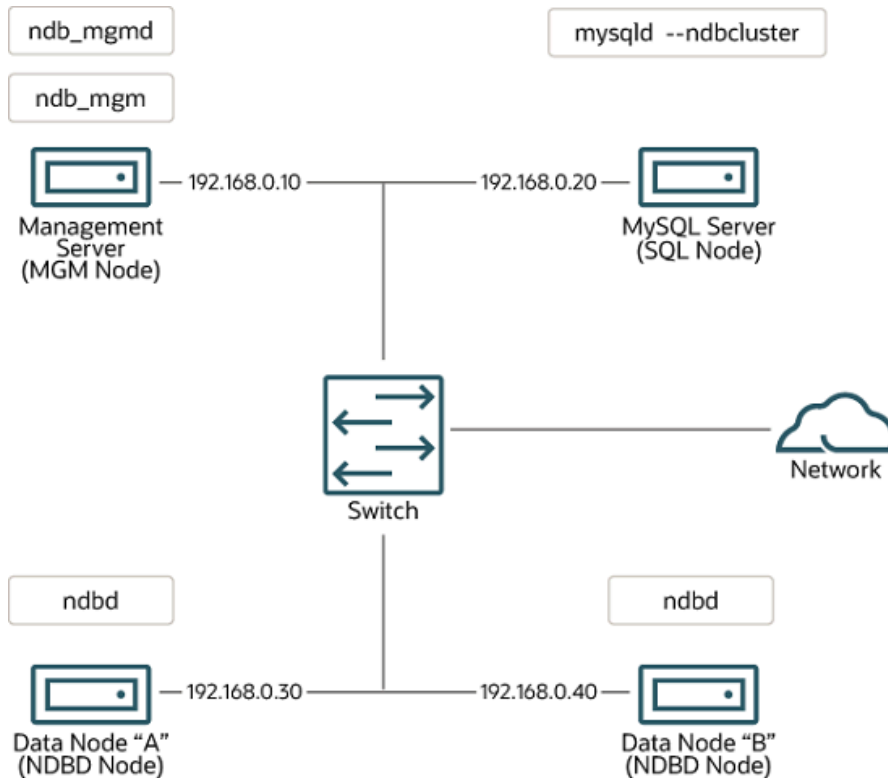 ndb_mgmd
mysqld --ndbcluster
ndb_mgm
192.168.0.10
192.168.0.20
Management
Server
(MGM Node)
MySQL Server
(SQL Node)
Network
Switch
ndbd
ndbd
192.168.0.30
192.168.0.40
Data Node “A”
(NDBD Node)
Data Node “B”
(NDBD Node)